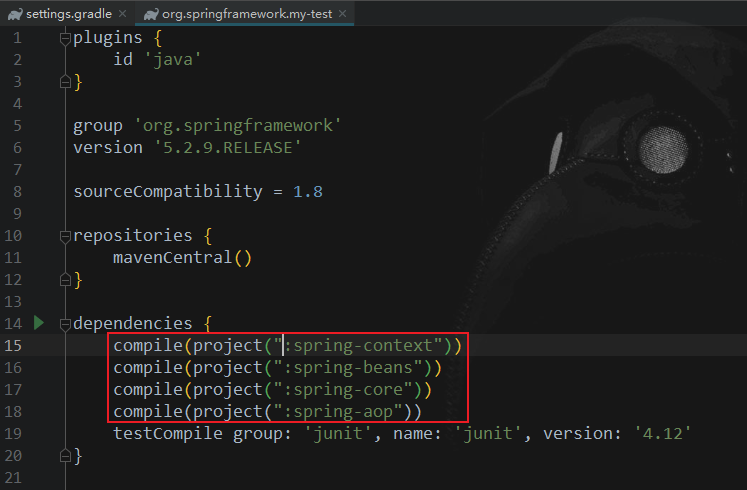 settings.gradle × org.springframework.my-test ×
1 plugins {
2     id 'java'
3 }
4
5 group 'org.springframework'
6 version '5.2.9.RELEASE'
7
8 sourceCompatibility = 1.8
9
10 repositories {
11     mavenCentral()
12 }
13
14 dependencies {
15     compile(project(":spring-context"))
16     compile(project(":spring-beans"))
17     compile(project(":spring-core"))
18     compile(project(":spring-aop"))
19     testCompile group: 'junit', name: 'junit', version: '4.12'
20 }
21